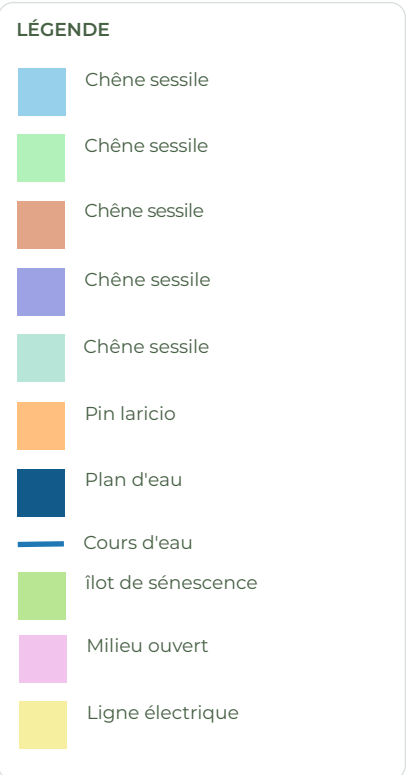 LÉGENDE
Chêne sessile
Chêne sessile
Chêne sessile
Chêne sessile
Chêne sessile
Pin laricio
Plan d'eau
Cours d'eau
îlot de sénescence
Milieu ouvert
Ligne électrique